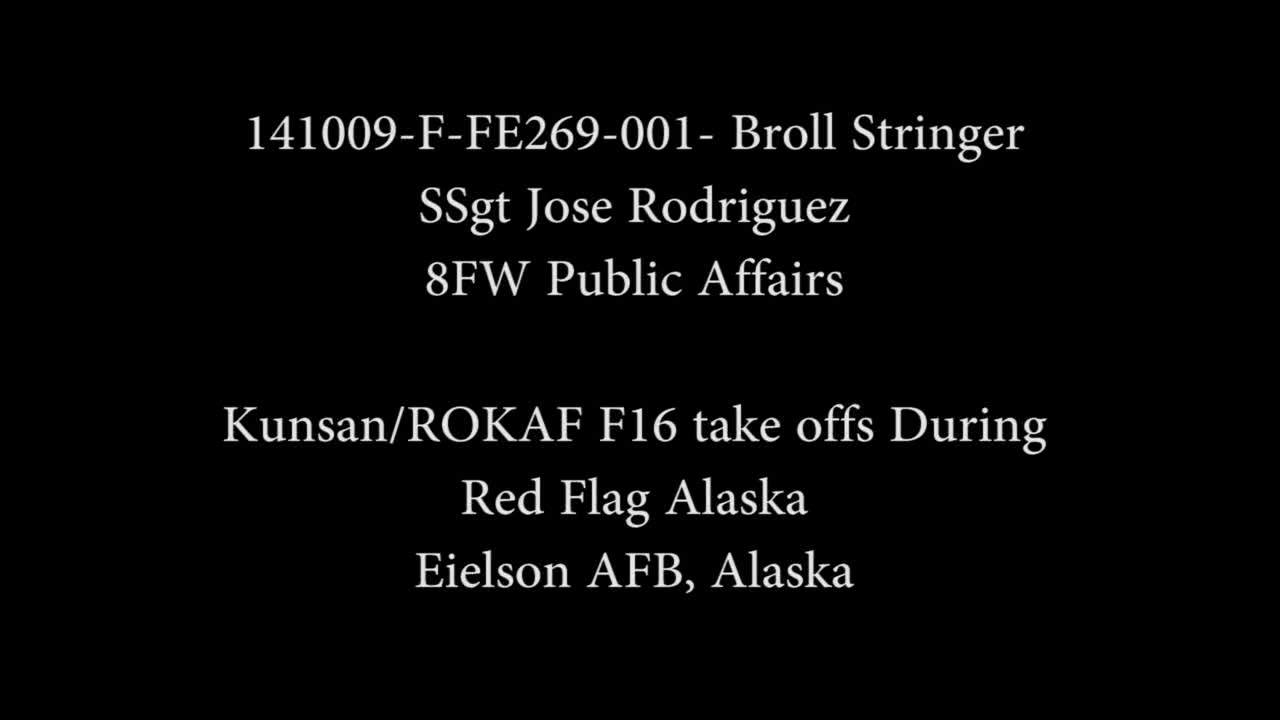 141009-F-FE269-001- Broll Stringer
SSgt Jose Rodriguez
8FW Public Affairs
Kunsan/ROKAF F16 take offs During
Red Flag Alaska
Eielson AFB, Alaska